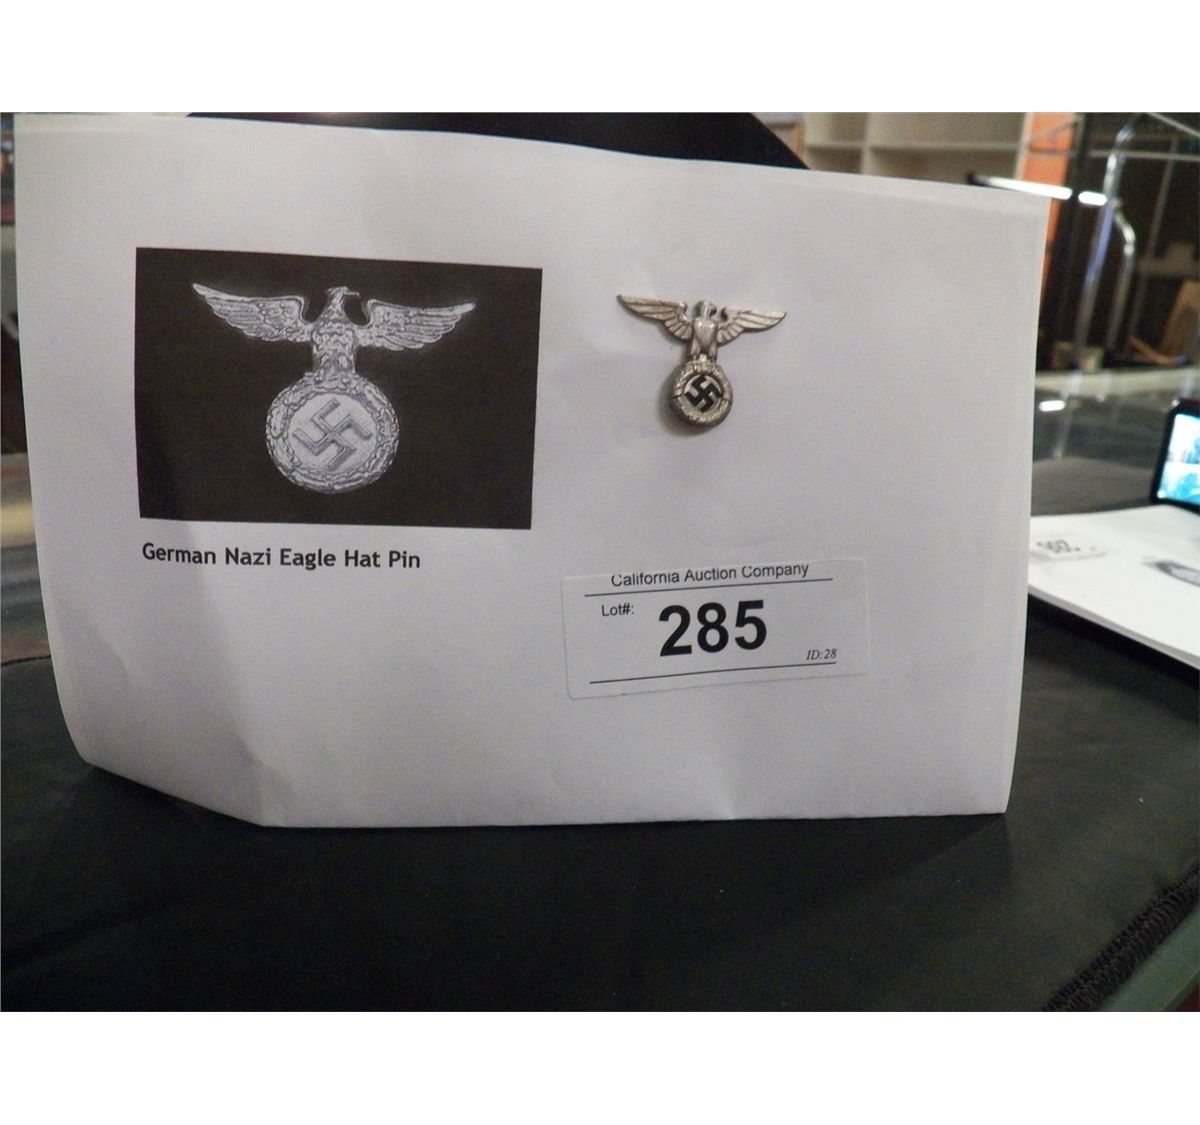 German Nazi Eagle Hat Pin
California Auction Company
Lot#:
285
ID:28